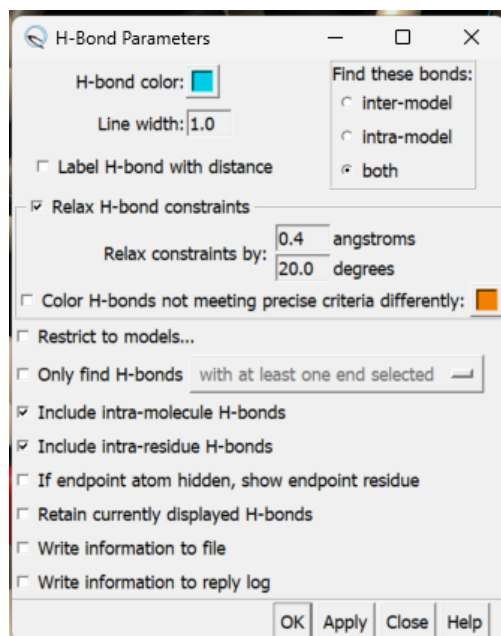 H-Bond Parameters
H-bond color:
Line width: 1.0
Label H-bond with distance
Find these bonds:
inter-model
intra-model
both
Relax H-bond constraints
Relax constraints by:
0.4 angstroms
20.0 degrees
Color H-bonds not meeting precise criteria differently:
Restrict to models...
Only find H-bonds with at least one end selected
Include intra-molecule H-bonds
Include intra-residue H-bonds
If endpoint atom hidden, show endpoint residue
Retain currently displayed H-bonds
Write information to file
Write information to reply log
OK Apply Close Help